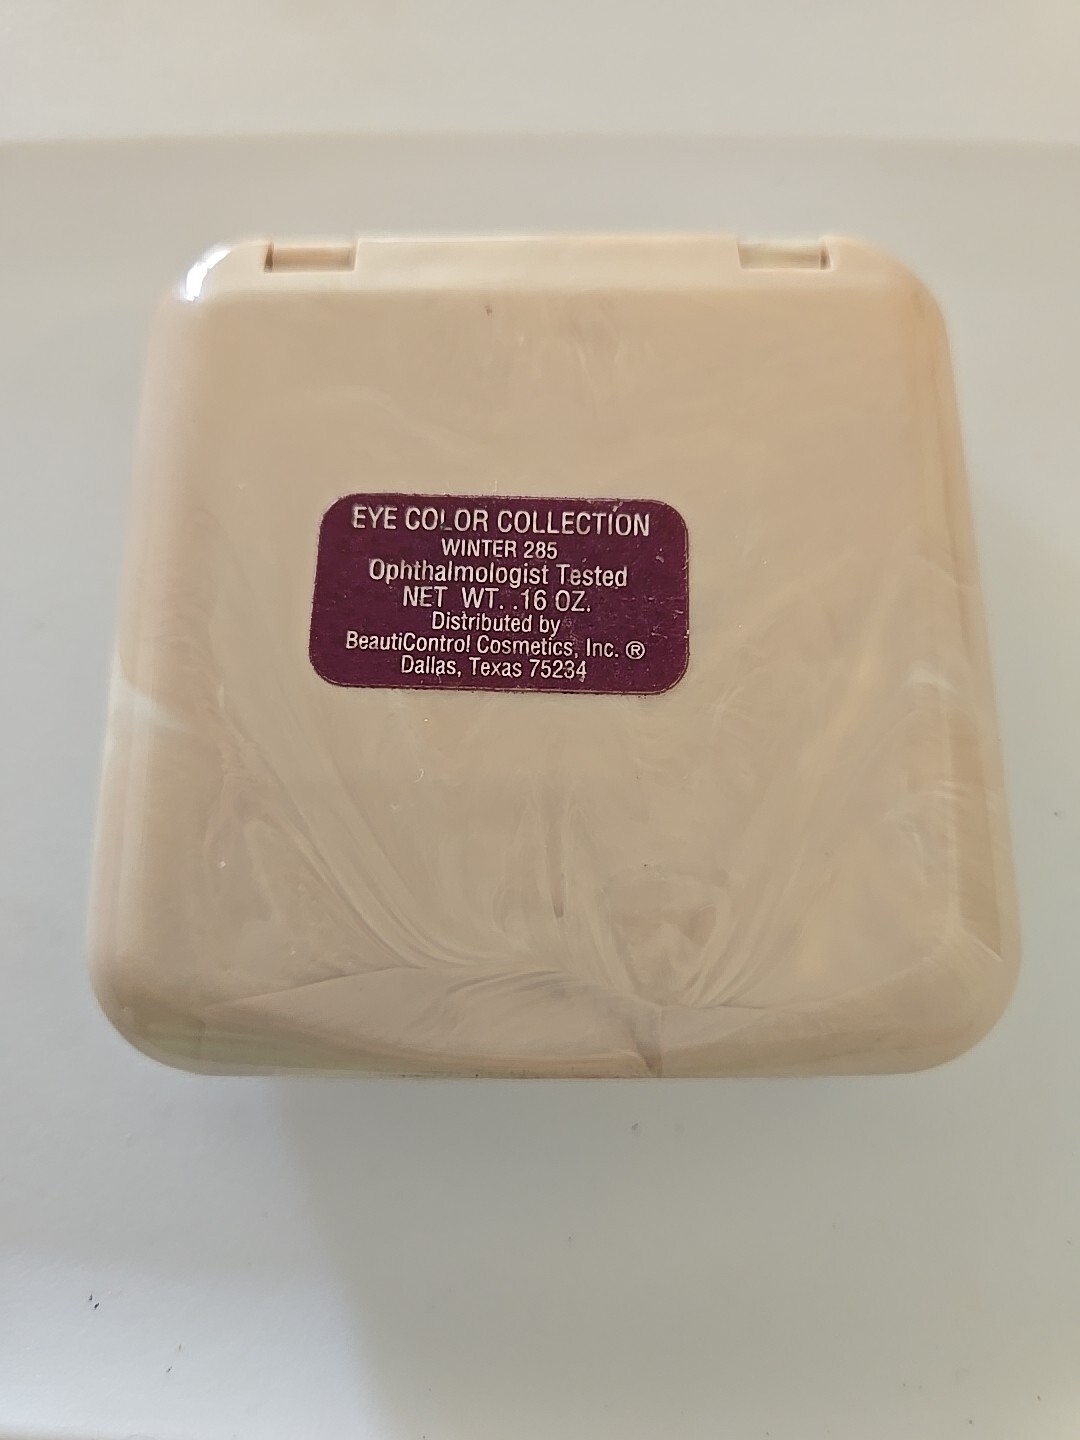 EYE COLOR COLLECTION
WINTER 285
Ophthalmologist Tested
NET WT. .16 OZ.
Distributed by
BeautiControl Cosmetics, Inc. ®
Dallas, Texas 75234